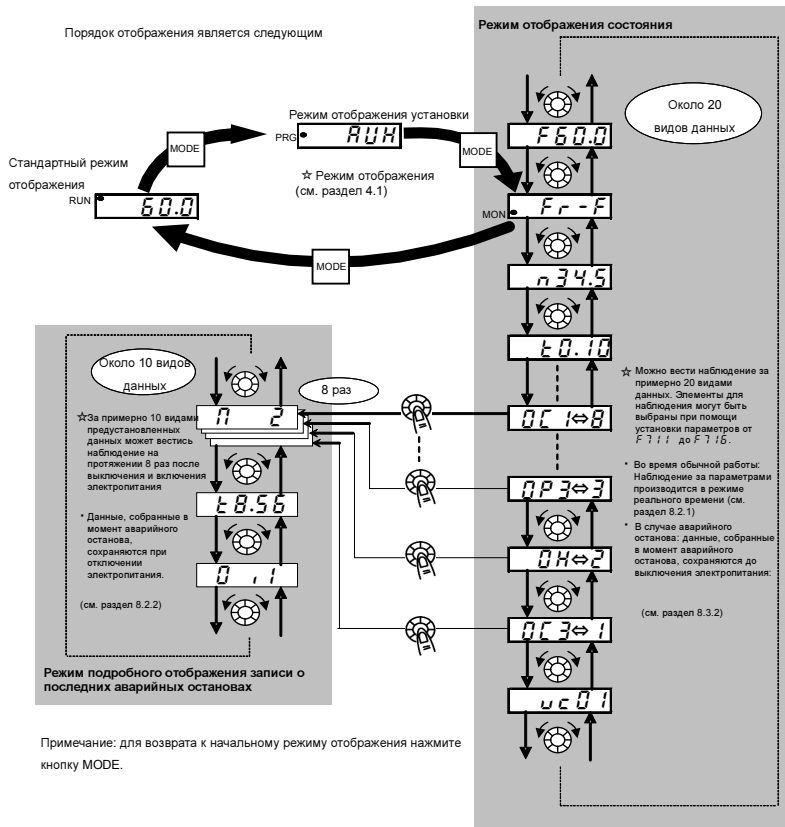 Порядок отображения является следующим
Режим отображения состояния
Около 20
видов данных
Режим отображения установки
PRG
AUH
MODE
MODE
F60.0
Стандартный режим
отображения
RUN
60.0
☆ Режим отображения
(см. раздел 4.1)
MON
Fr-F
MODE
n34.5
t0.10
☆ Можно вести наблюдение за
примерно 20 видами
данных. Элементы для
наблюдения могут быть
выбраны при помощи
установки параметров от
F711 до F716.
* Во время обычной работы:
Наблюдение за параметрами
производится в режиме
реального времени (см.
раздел 8.2.1)
* В случае аварийного
останова: данные, собранные
в момент аварийного
останова, сохраняются до
выключения электропитания:
(см. раздел 8.3.2)
OC1⇔8
OP3⇔3
OH⇔2
OC3⇔1
uc01
Около 10 видов
данных
8 раз
n 2
☆За примерно 10 видами
предустановленных
данных может вестись
наблюдение на
протяжении 8 раз после
выключения и включения
электропитания
t8.56
* Данные, собранные в
момент аварийного
останова,
сохраняются при
отключении
электропитания.
(см. раздел 8.2.2)
0 ,1
Режим подробного отображения записи о
последних аварийных остановах
Примечание: для возврата к начальному режиму отображения нажмите
кнопку MODE.